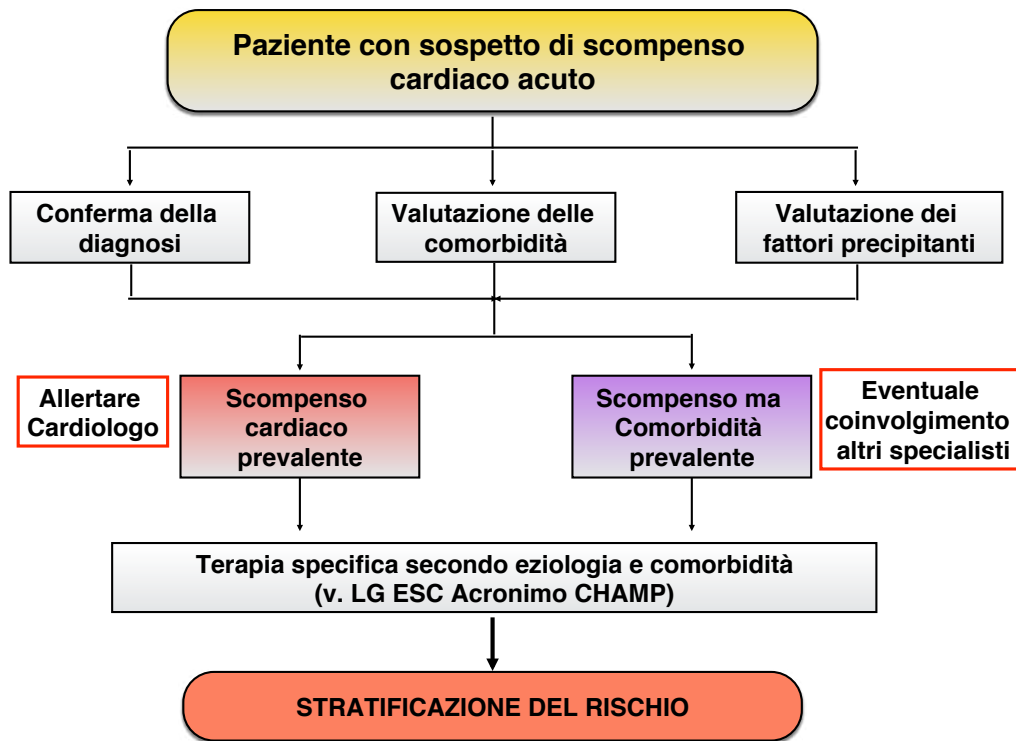 Paziente con sospetto di scompenso
cardiaco acuto
Conferma della
diagnosi
Valutazione delle
comorbidità
Valutazione dei
fattori precipitanti
Allertare
Cardiologo
Scompenso
cardiaco
prevalente
Scompenso ma
Comorbidità
prevalente
Eventuale
coinvolgimento
altri specialisti
Terapia specifica secondo eziologia e comorbidità
(v. LG ESC Acronimo CHAMP)
STRATIFICAZIONE DEL RISCHIO